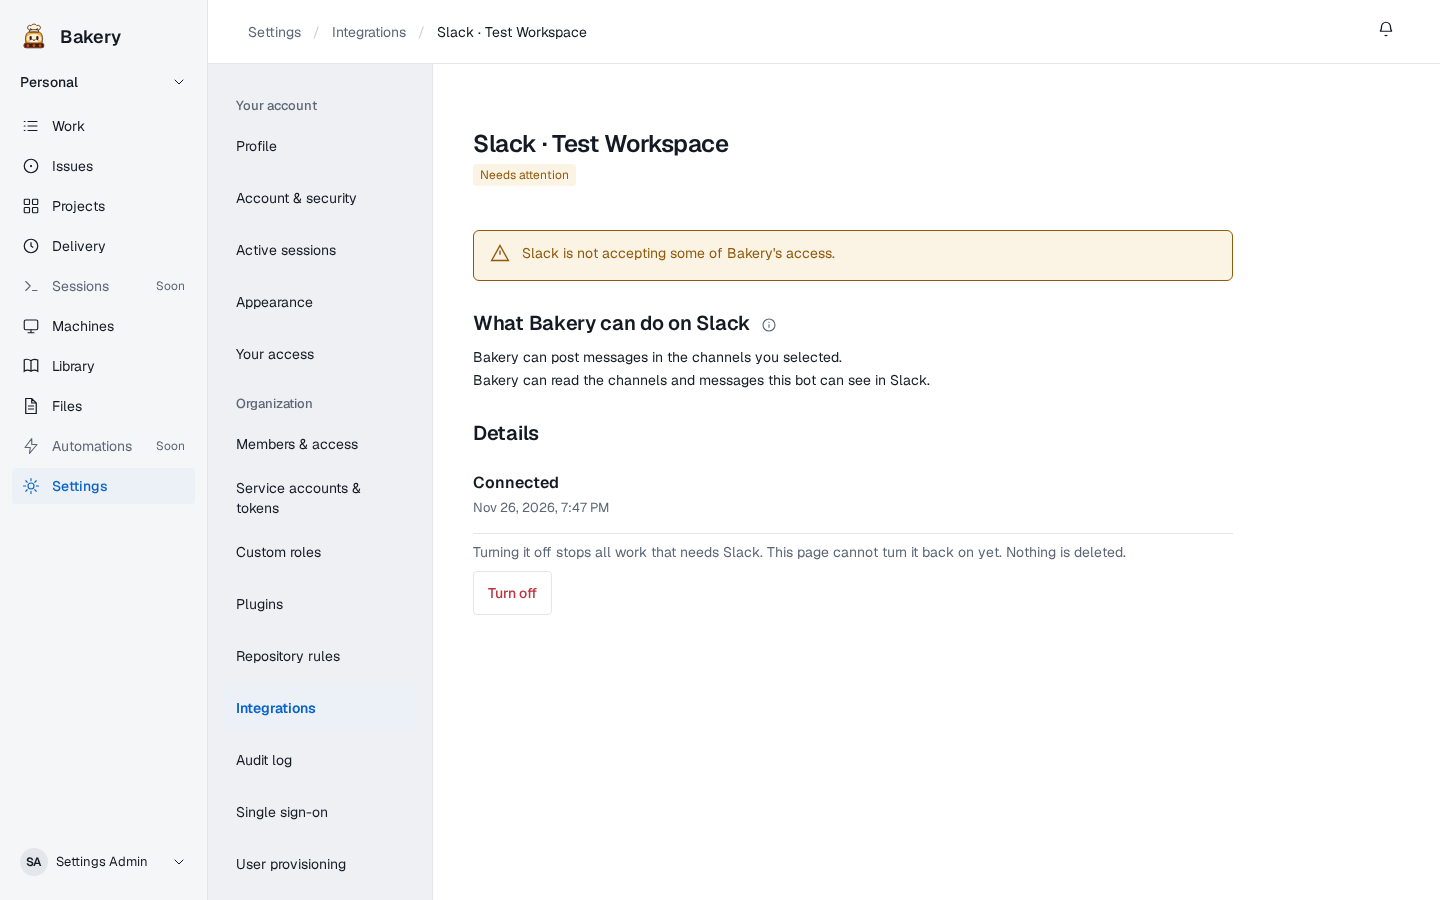 Bakery
Personal
Work
Issues
Projects
Delivery
Sessions Soon
Machines
Library
Files
Automations Soon
Settings
SA Settings Admin
Settings / Integrations / Slack · Test Workspace
Your account
Profile
Account & security
Active sessions
Appearance
Your access
Organization
Members & access
Service accounts &
tokens
Custom roles
Plugins
Repository rules
Integrations
Audit log
Single sign-on
User provisioning
Slack · Test Workspace
Needs attention
Slack is not accepting some of Bakery's access.
What Bakery can do on Slack
Bakery can post messages in the channels you selected.
Bakery can read the channels and messages this bot can see in Slack.
Details
Connected
Nov 26, 2026, 7:47 PM
Turning it off stops all work that needs Slack. This page cannot turn it back on yet. Nothing is deleted.
Turn off